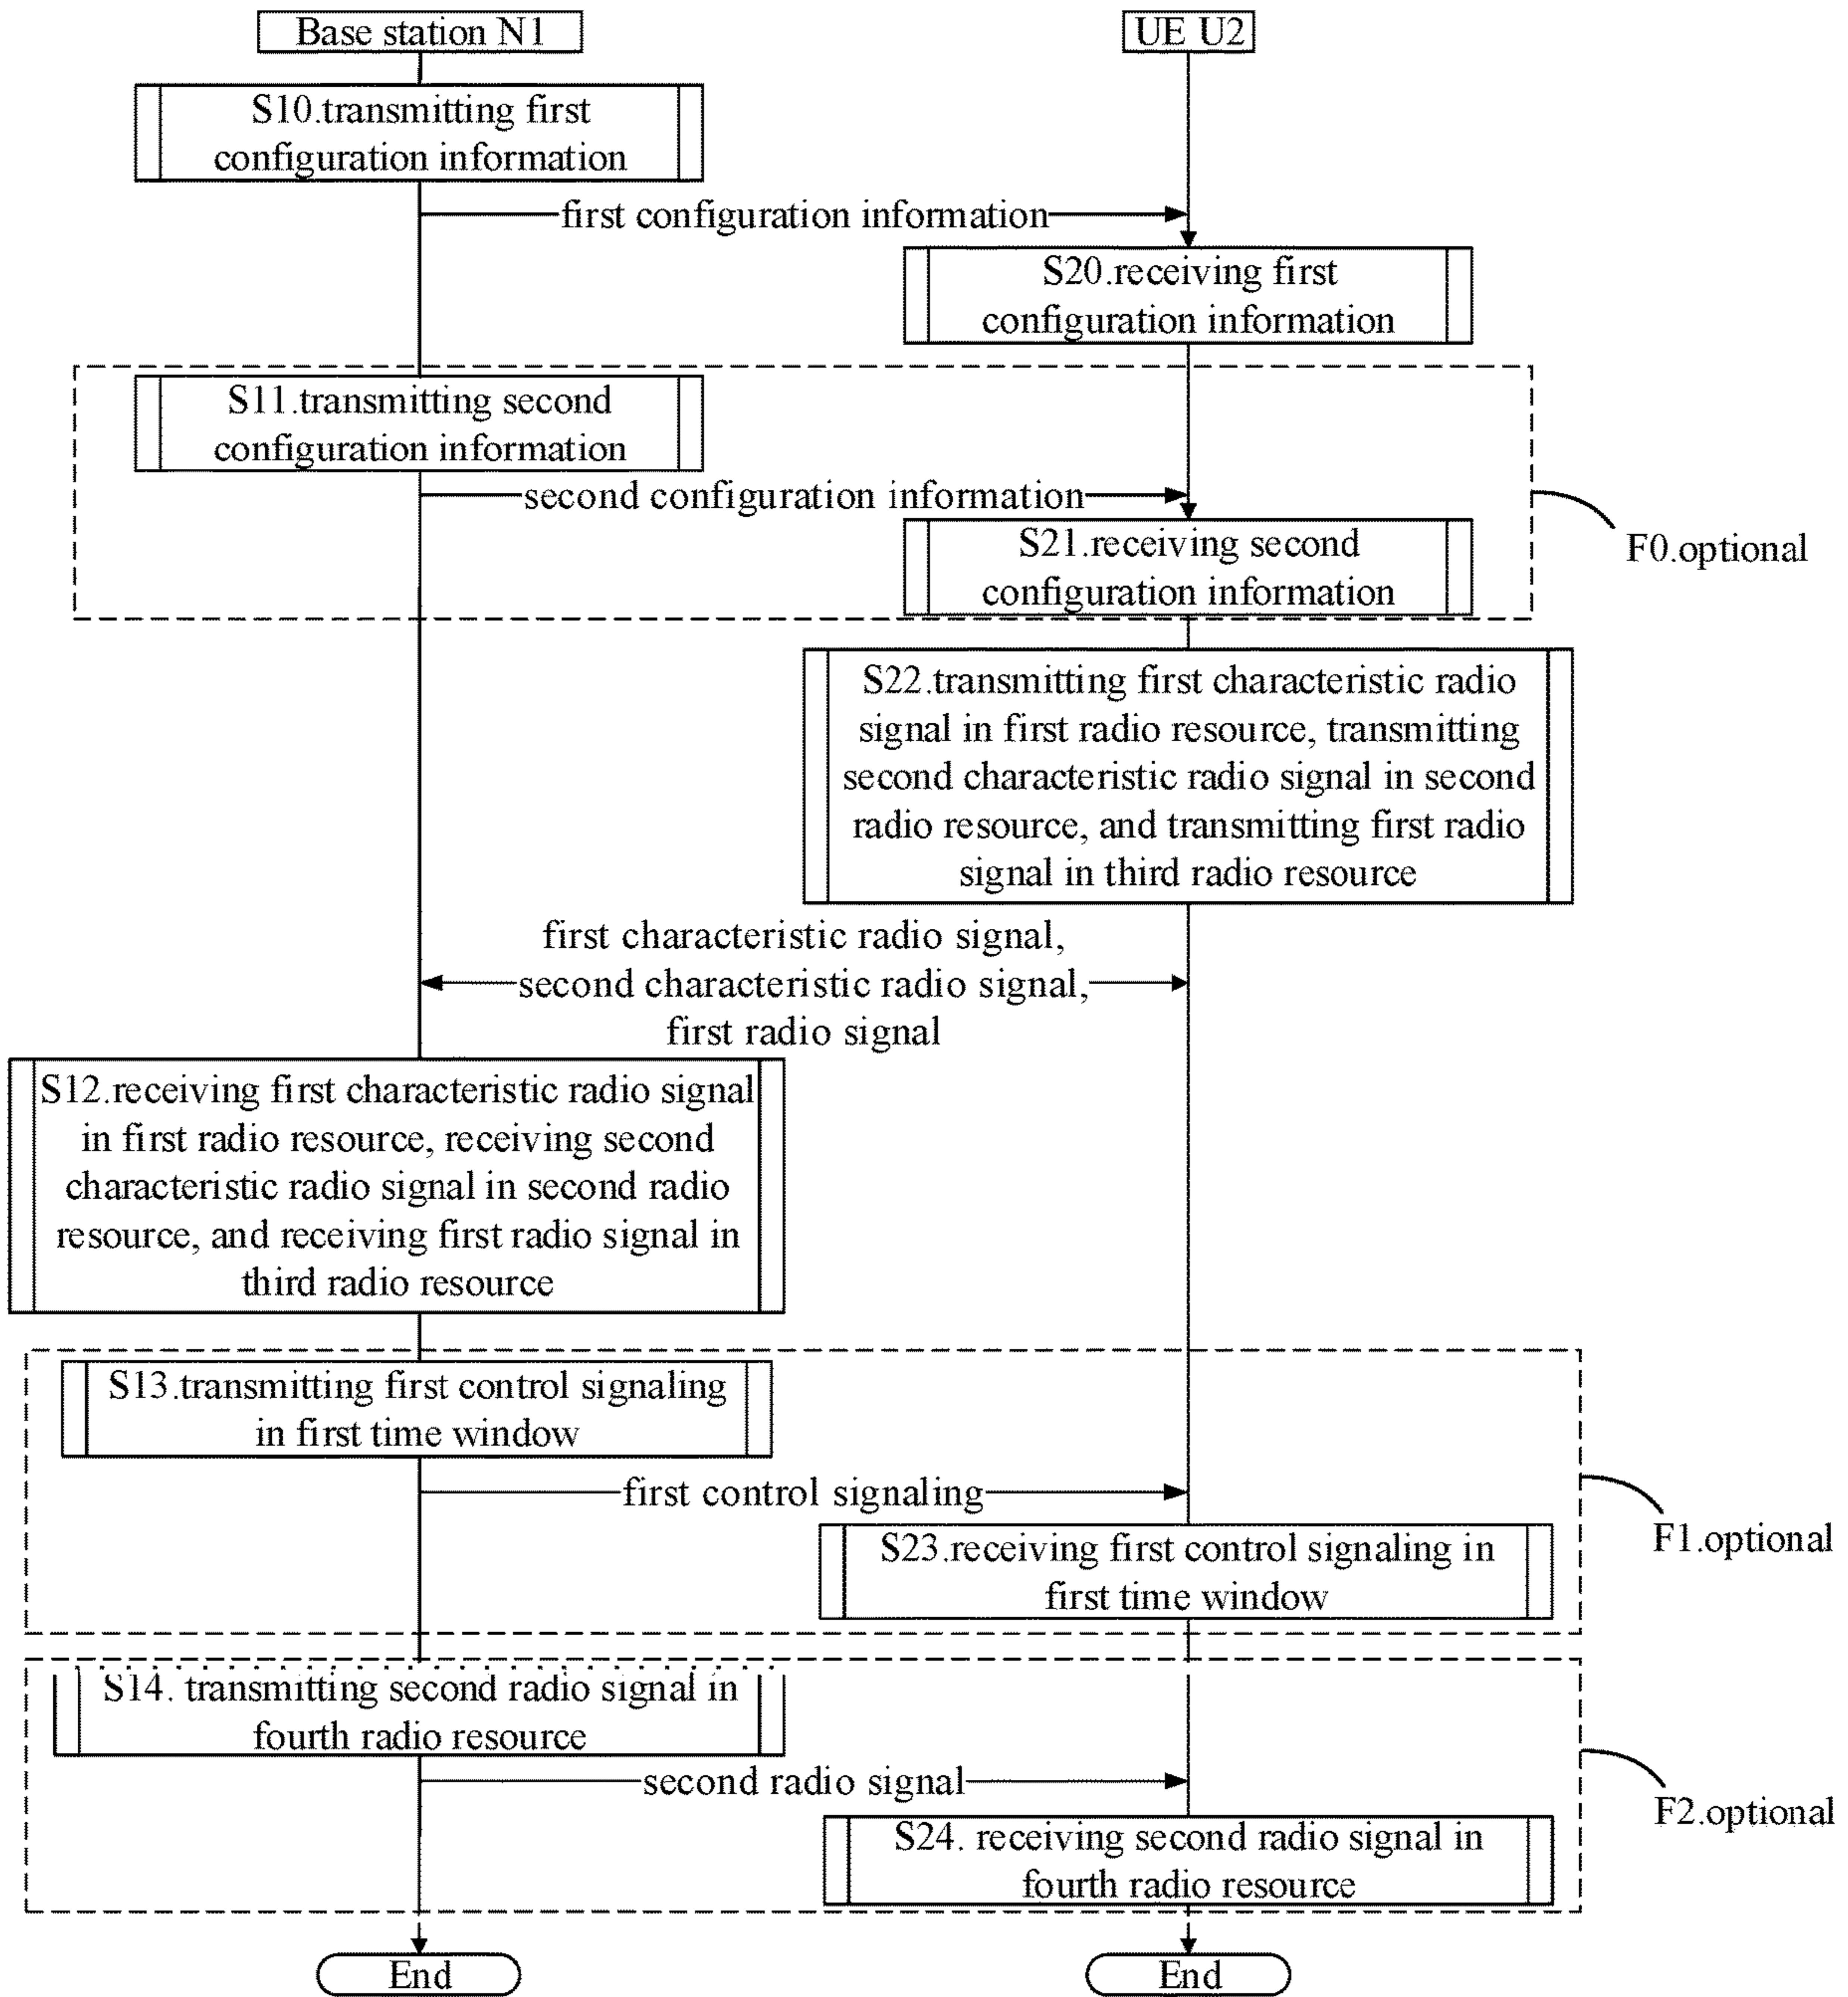 Base station N1
UE U2
S10.transmitting first
configuration information
first configuration information
S20.receiving first
configuration information
S11.transmitting second
configuration information
second configuration information
S21.receiving second
configuration information
F0.optional
S22.transmitting first characteristic radio
signal in first radio resource, transmitting
second characteristic radio signal in second
radio resource, and transmitting first radio
signal in third radio resource
first characteristic radio signal,
second characteristic radio signal,
first radio signal
S12.receiving first characteristic radio signal
in first radio resource, receiving second
characteristic radio signal in second radio
resource, and receiving first radio signal in
third radio resource
S13.transmitting first control signaling
in first time window
first control signaling
S23.receiving first control signaling in
first time window
F1.optional
S14. transmitting second radio signal in
fourth radio resource
second radio signal
S24. receiving second radio signal in
fourth radio resource
F2.optional
End
End